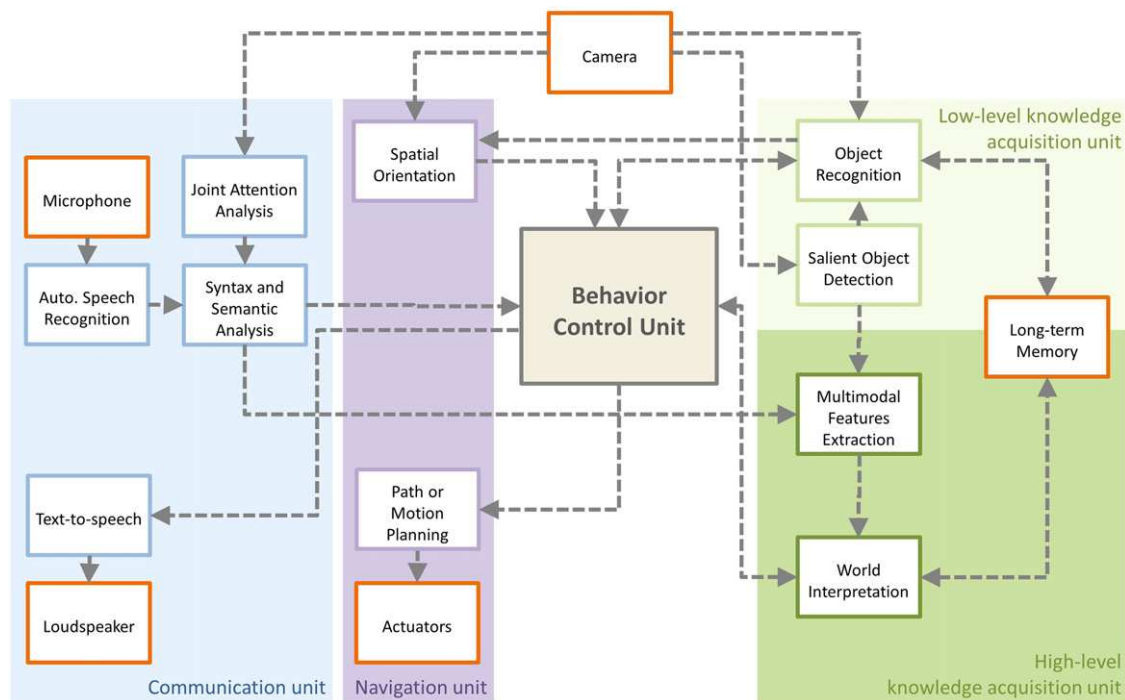 Camera
Low-level knowledge
acquisition unit
Microphone
Joint Attention
Analysis
Spatial
Orientation
Object
Recognition
Auto. Speech
Recognition
Syntax and
Semantic
Analysis
Behavior
Control Unit
Salient Object
Detection
Long-term
Memory
Multimodal
Features
Extraction
Text-to-speech
Path or
Motion
Planning
World
Interpretation
Loudspeaker
Actuators
Communication unit
Navigation unit
High-level
knowledge acquisition unit